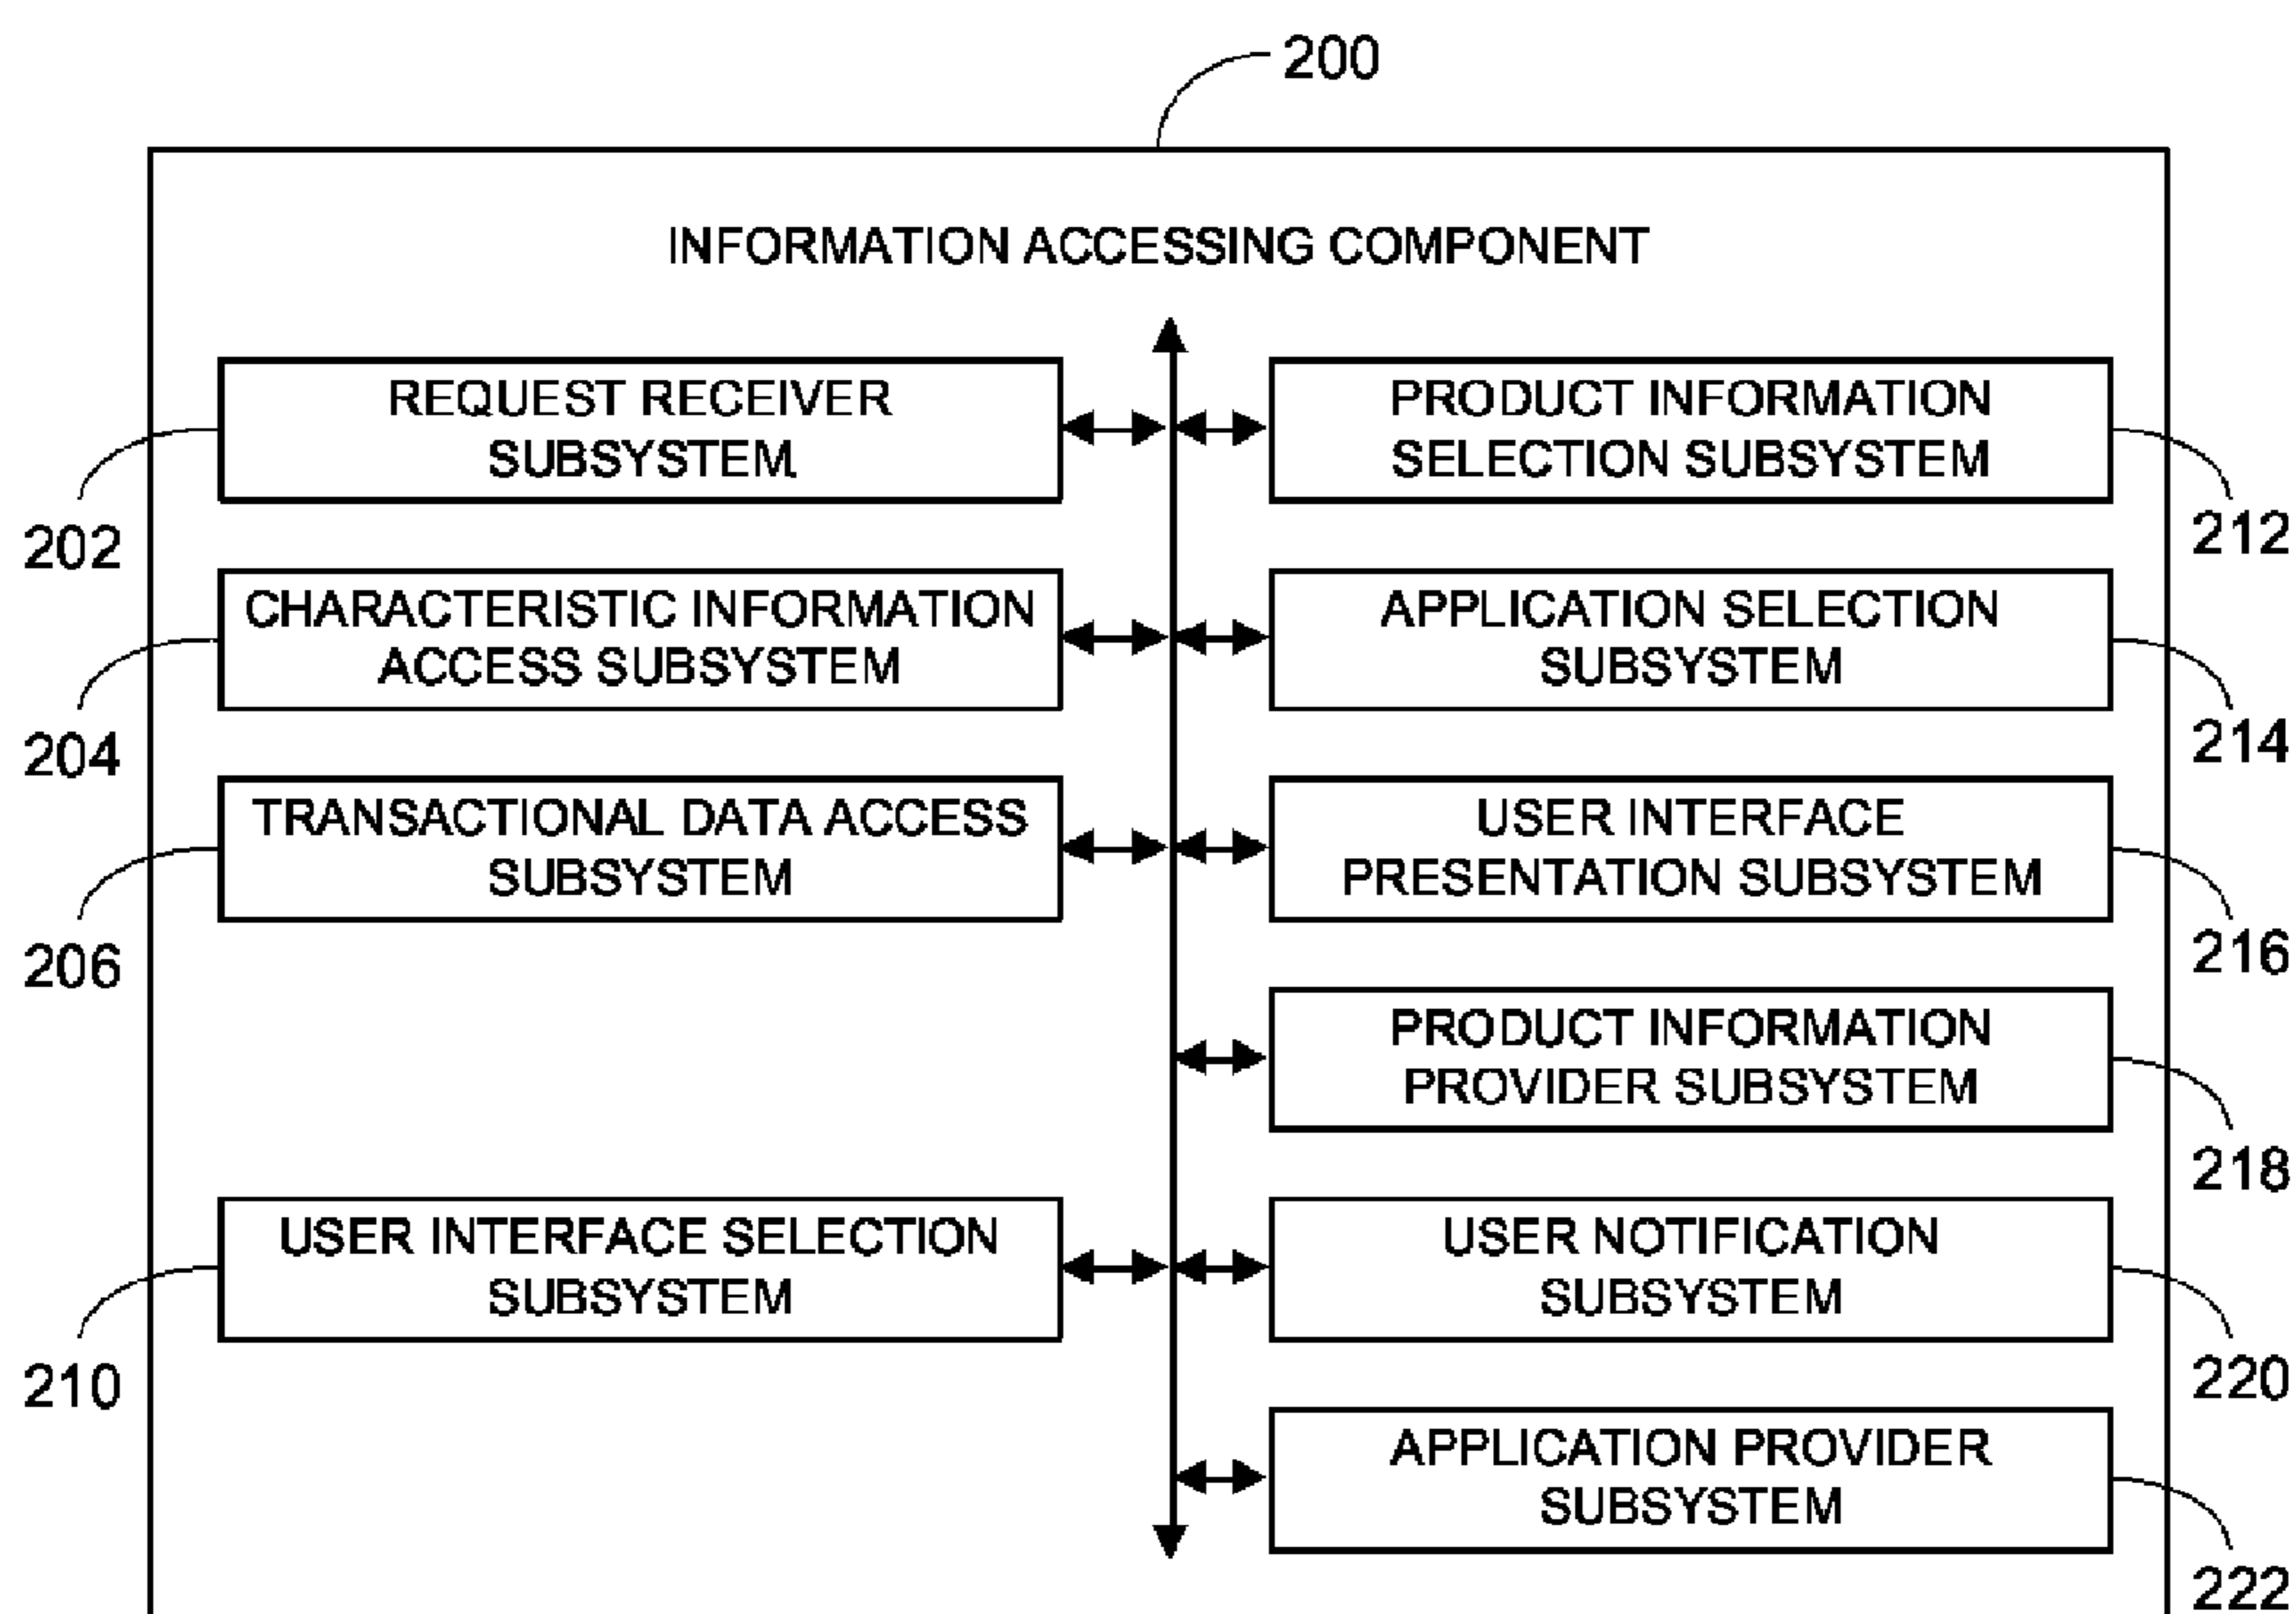 200
INFORMATION ACCESSING COMPONENT
REQUEST RECEIVER
SUBSYSTEM.
202
CHARACTERISTIC INFORMATION
ACCESS SUBSYSTEM
204
TRANSACTIONAL DATA ACCESS
SUBSYSTEM
206
USER INTERFACE SELECTION
SUBSYSTEM
210
PRODUCT INFORMATION
SELECTION SUBSYSTEM
212
APPLICATION SELECTION
SUBSYSTEM
214
USER INTERFACE
PRESENTATION SUBSYSTEM
216
PRODUCT INFORMATION
PROVIDER SUBSYSTEM
218
USER NOTIFICATION
SUBSYSTEM
220
APPLICATION PROVIDER
SUBSYSTEM
222